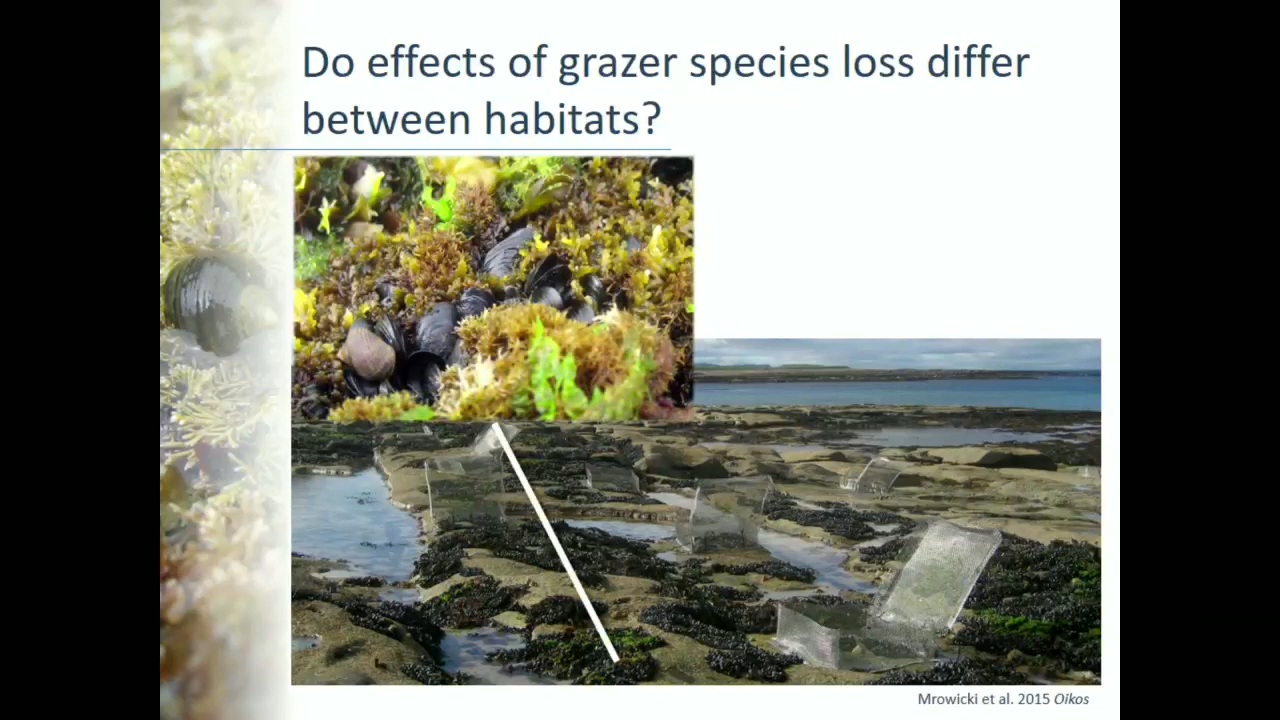 Do effects of grazer species loss differ
between habitats?
Mrowicki et al. 2015 Oikos